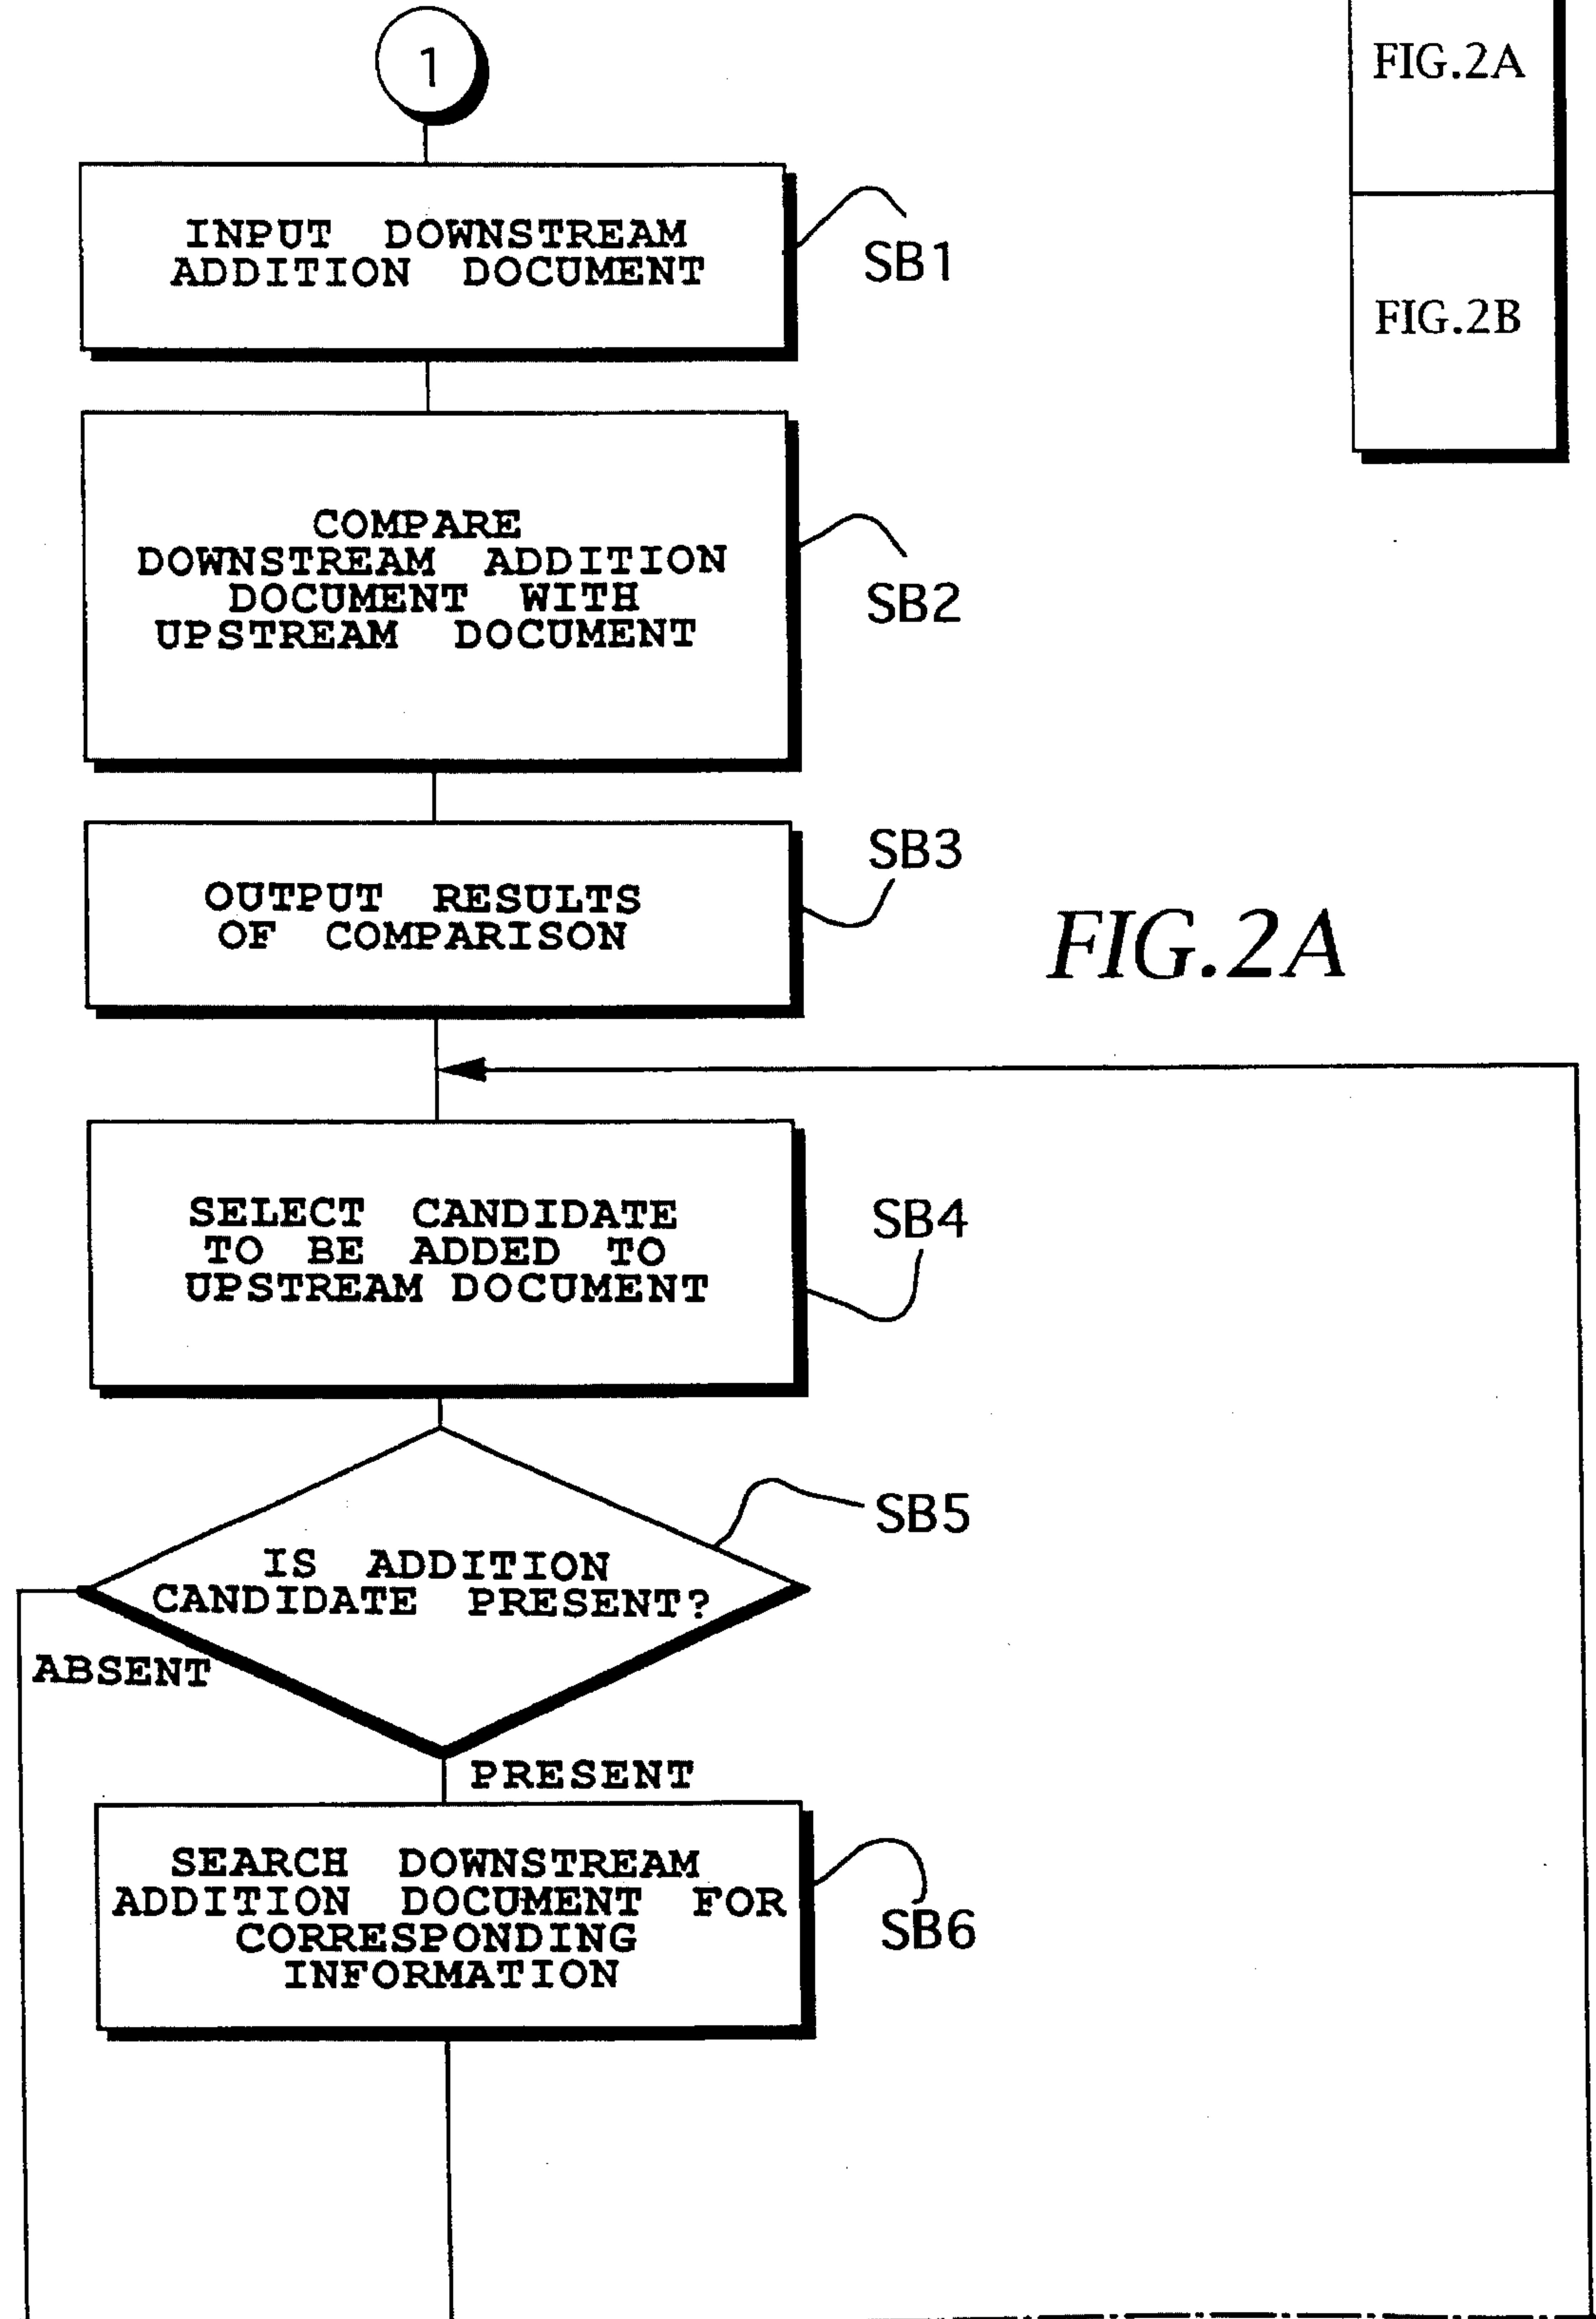 1
FIG.2A
FIG.2B
INPUT DOWNSTREAM
ADDITION DOCUMENT
SB1
COMPARE
DOWNSTREAM ADDITION
DOCUMENT WITH
UPSTREAM DOCUMENT
SB2
OUTPUT RESULTS
OF COMPARISON
SB3
FIG.2A
SELECT CANDIDATE
TO BE ADDED TO
UPSTREAM DOCUMENT
SB4
IS ADDITION
CANDIDATE PRESENT?
SB5
ABSENT
PRESENT
SEARCH DOWNSTREAM
ADDITION DOCUMENT FOR
CORRESPONDING
INFORMATION
SB6